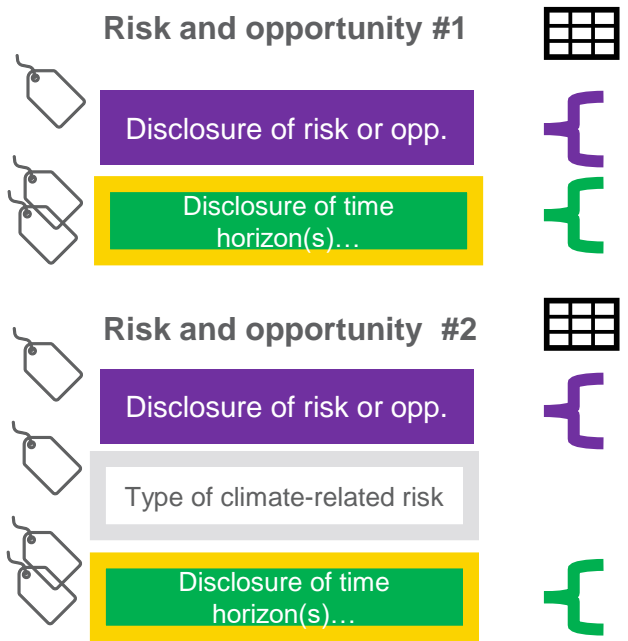 Risk and opportunity #1
Disclosure of risk or opp.
Disclosure of time
horizon(s)…
Risk and opportunity #2
Disclosure of risk or opp.
Type of climate-related risk
Disclosure of time
horizon(s)…